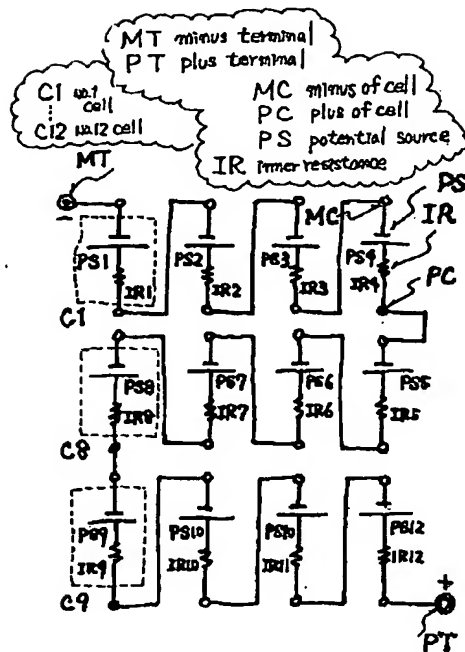 MT minus terminal
PT plus terminal
C1 no.1 cell
C12 no.12 cell
MC minus of cell
PC plus of cell
PS potential source
IR inner resistance
MT
−
MC
PS
IR
PC
PS1
IR1
PS2
IR2
PS3
IR3
PS4
IR4
C1
PS8
IR8
PS7
IR7
PS6
IR6
PS5
IR5
C8
PS9
IR9
PS10
IR10
PS10
IR11
PS12
IR12
C9
+
PT